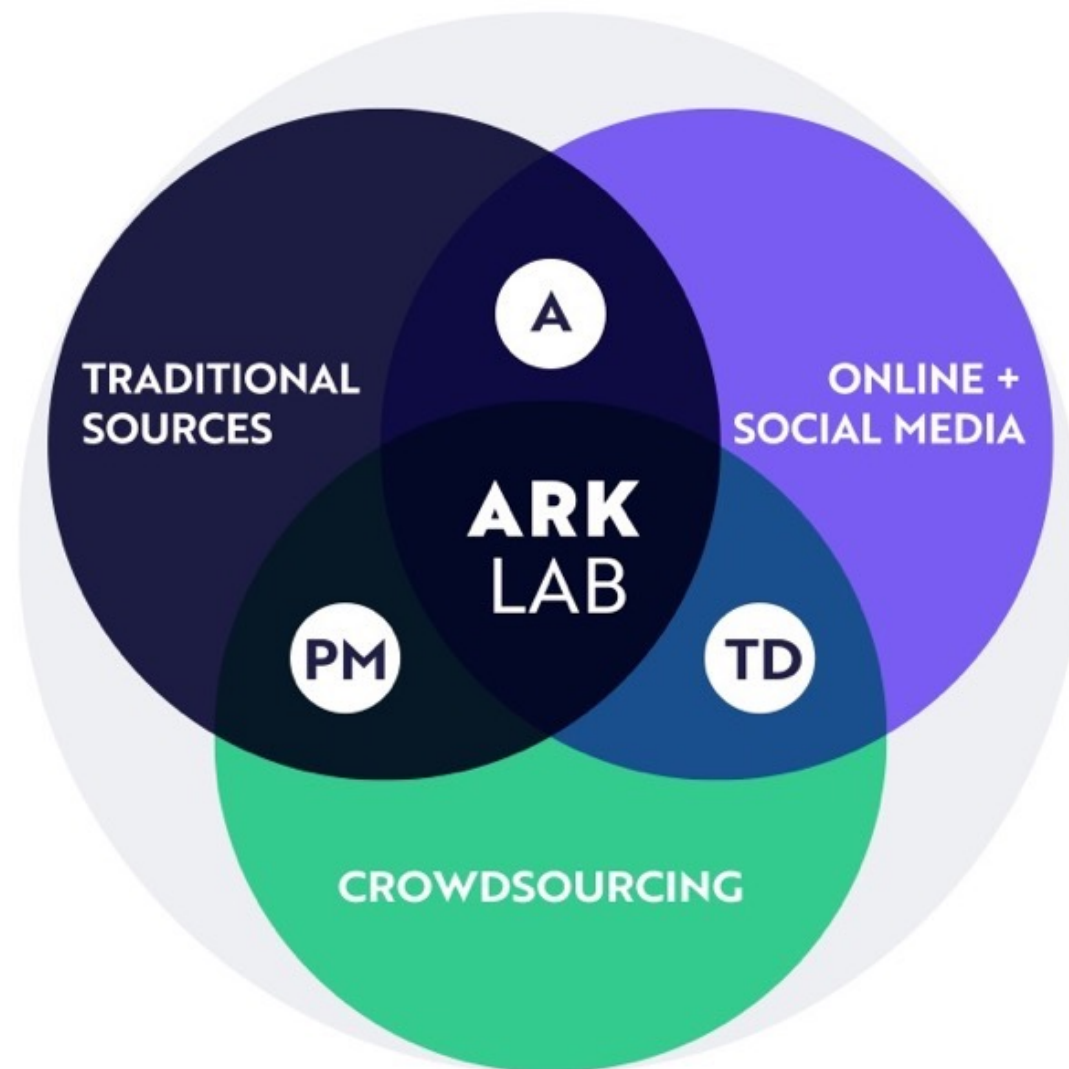 A
TRADITIONAL
SOURCES
ONLINE +
SOCIAL MEDIA
ARK
LAB
PM
TD
CROWDSOURCING